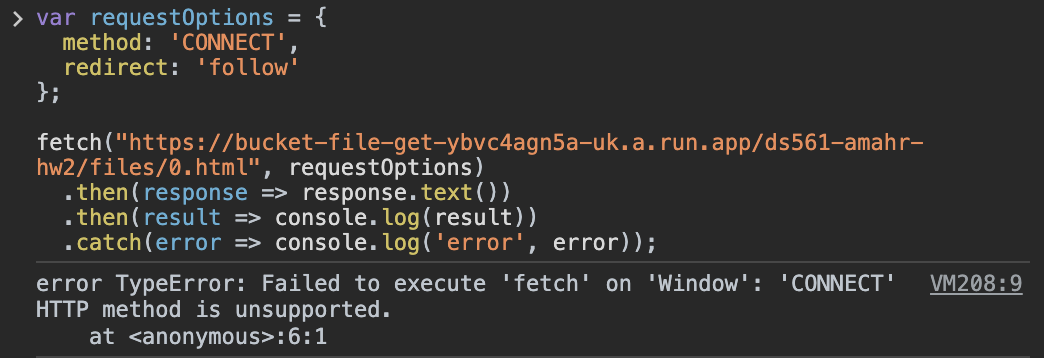 > var requestOptions = {
  method: 'CONNECT',
  redirect: 'follow'
};

fetch("https://bucket-file-get-ybvc4agn5a-uk.a.run.app/ds561-amahr-
hw2/files/0.html", requestOptions)
  .then(response => response.text())
  .then(result => console.log(result))
  .catch(error => console.log('error', error));
error TypeError: Failed to execute 'fetch' on 'Window': 'CONNECT' VM208:9
HTTP method is unsupported.
    at <anonymous>:6:1